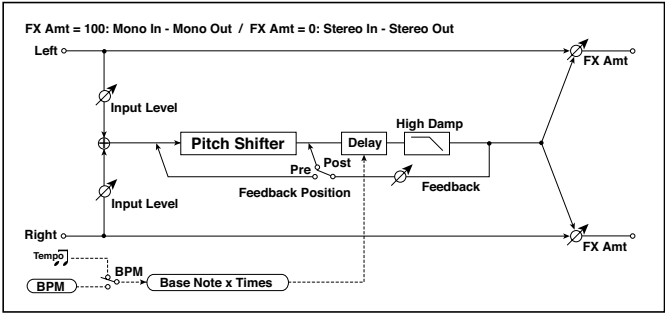 FX Amt = 100: Mono In - Mono Out / FX Amt = 0: Stereo In - Stereo Out
Left
FX Amt
Input Level
High Damp
Pitch Shifter
Delay
Pre
Post
Feedback Position
Feedback
Input Level
Right
FX Amt
Tempo
BPM
BPM
Base Note x Times